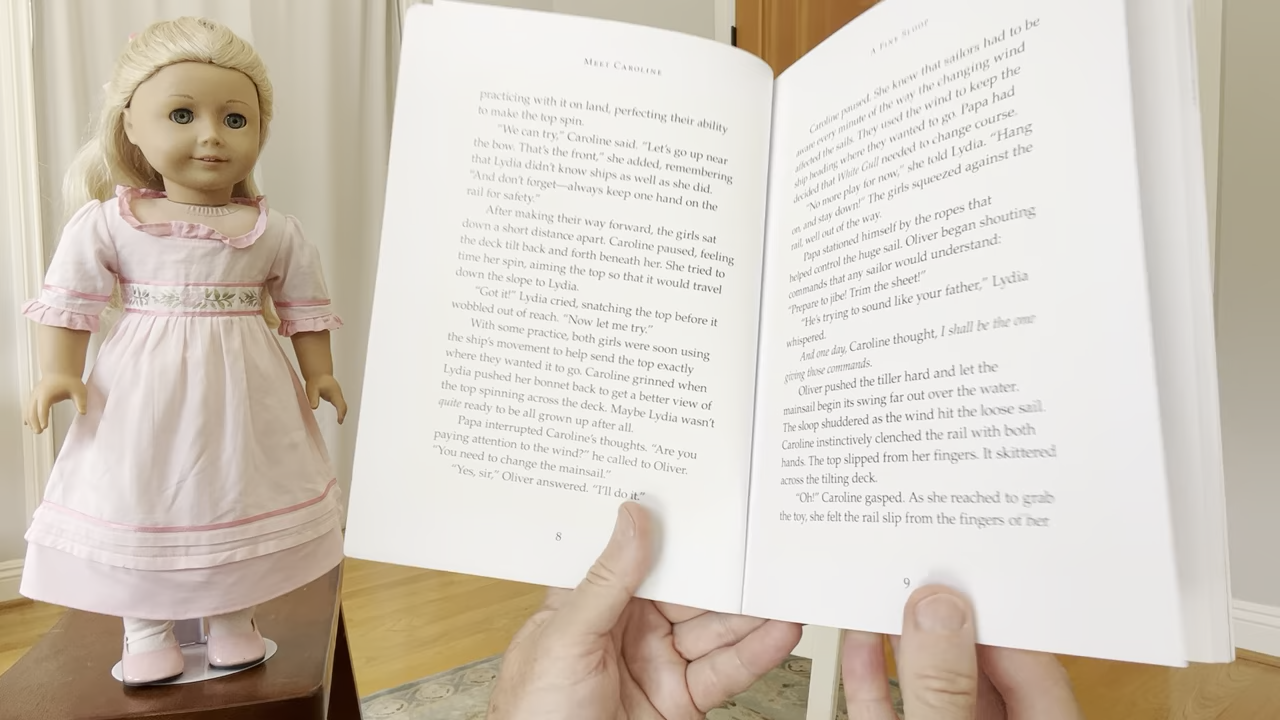 MEET CAROLINE
practicing with it on land, perfecting their ability
to make the top spin.
“We can try,” Caroline said. “Let’s go up near
the bow. That’s the front,” she added, remembering
that Lydia didn’t know ships as well as she did.
“And don’t forget—always keep one hand on the
rail for safety.”
After making their way forward, the girls sat
down a short distance apart. Caroline paused, feeling
the deck tilt back and forth beneath her. She tried to
time her spin, aiming the top so that it would travel
down the slope to Lydia.
“Got it!” Lydia cried, snatching the top before it
wobbled out of reach. “Now let me try.”
With some practice, both girls were soon using
the ship’s movement to help send the top exactly
where they wanted it to go. Caroline grinned when
Lydia pushed her bonnet back to get a better view of
the top spinning across the deck. Maybe Lydia wasn’t
quite ready to be all grown up after all.
Papa interrupted Caroline’s thoughts. “Are you
paying attention to the wind?” he called to Oliver.
“You need to change the mainsail.”
“Yes, sir,” Oliver answered. “I’ll do it.”
8
A FINE SLOOP
Caroline paused. She knew that sailors had to be
aware every minute of the way the changing wind
affected the sails. They used the wind to keep the
ship heading where they wanted to go. Papa had
decided that White Gull needed to change course.
“No more play for now,” she told Lydia. “Hang
on, and stay down!” The girls squeezed against the
rail, well out of the way.
Papa stationed himself by the ropes that
helped control the huge sail. Oliver began shouting
commands that any sailor would understand:
“Prepare to jibe! Trim the sheet!”
“He’s trying to sound like your father,” Lydia
whispered.
And one day, Caroline thought, I shall be the one
giving those commands.
Oliver pushed the tiller hard and let the
mainsail begin its swing far out over the water.
The sloop shuddered as the wind hit the loose sail.
Caroline instinctively clenched the rail with both
hands. The top slipped from her fingers. It skittered
across the tilting deck.
“Oh!” Caroline gasped. As she reached to grab
the toy, she felt the rail slip from the fingers of her
9